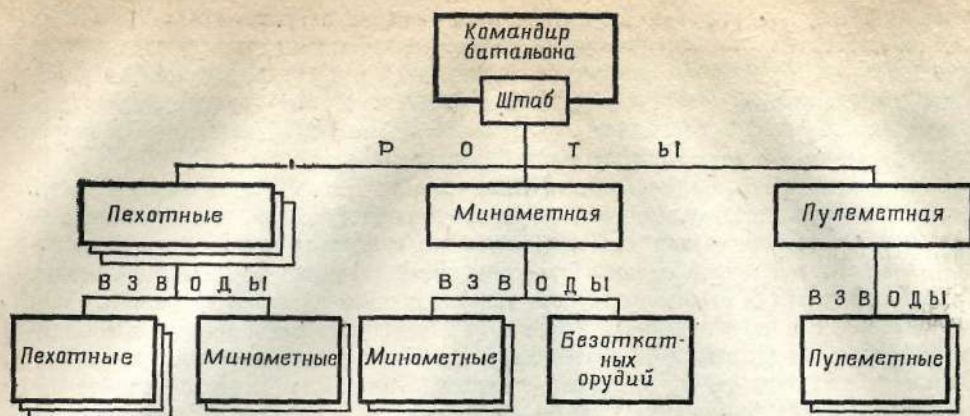 Командир
батальона
Штаб
Р О Т Ы
Пехотные
Минометная
Пулеметная
В З В О Д Ы
В З В О Д Ы
В З В О Д Ы
Пехотные
Минометные
Минометные
Безоткат-
ных
орудий
Пулеметные